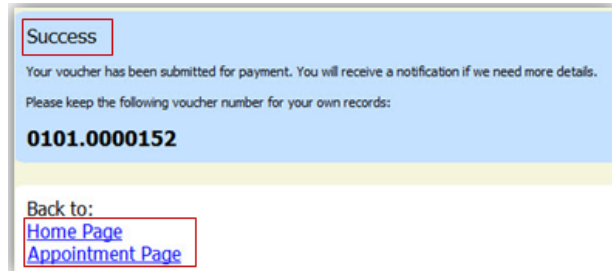 Success
Your voucher has been submitted for payment. You will receive a notification if we need more details.
Please keep the following voucher number for your own records:
0101.0000152
Back to:
Home Page
Appointment Page